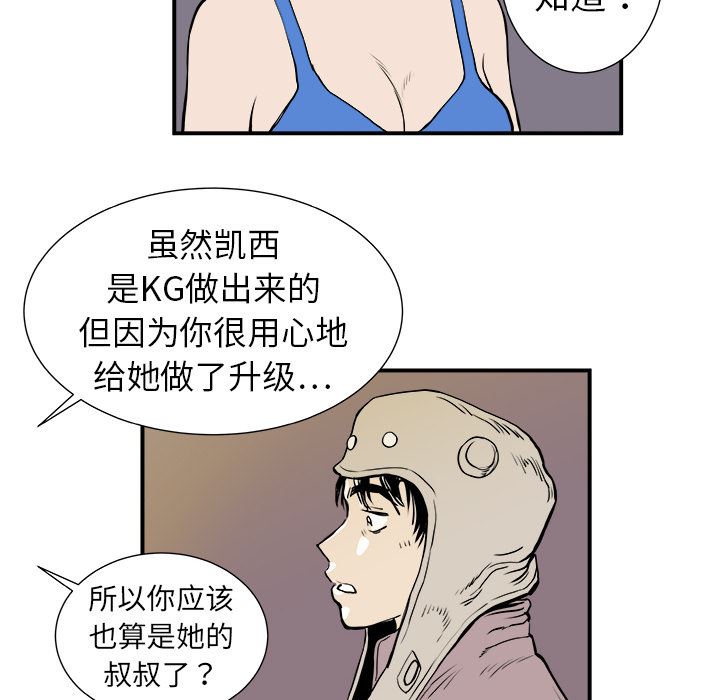 知道？
虽然凯西
是KG做出来的
但因为你很用心地
给她做了升级...
所以你应该
也算是她的
叔叔了？